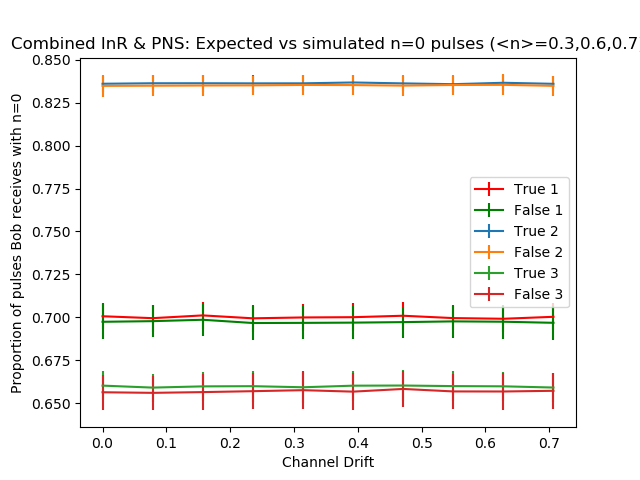 Combined InR & PNS: Expected vs simulated n=0 pulses (<n>=0.3,0.6,0.7
Proportion of pulses Bob receives with n=0
0.850
0.825
0.800
0.775
0.750
0.725
0.700
0.675
0.650
True 1
False 1
True 2
False 2
True 3
False 3
0.0 0.1 0.2 0.3 0.4 0.5 0.6 0.7
Channel Drift